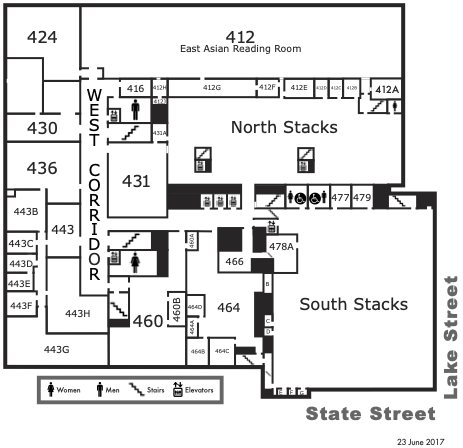 424
412
East Asian Reading Room
416
412H
412G
412F
412E
412D
412C
412B
412A
412J
WEST CORRIDOR
430
431A
North Stacks
436
431
443B
477
479
443
443C
460A
478A
443D
466
443E
B
443F
443H
460
460B
464D
464
South Stacks
464A
C
D
443G
464B
464C
Lake Street
Women
Men
Stairs
Elevators
State Street
23 June 2017